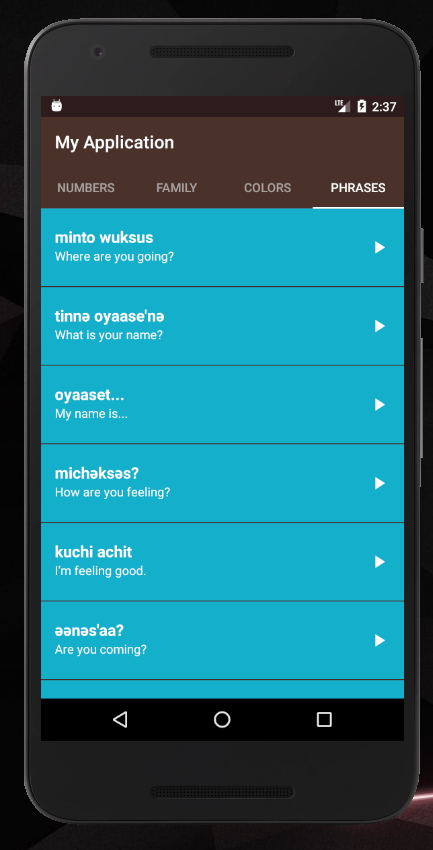 LTE 2:37
My Application
NUMBERS FAMILY COLORS PHRASES
minto wuksus
Where are you going?
tinnə oyaase'nə
What is your name?
oyaaset...
My name is...
michəksəs?
How are you feeling?
kuchi achit
I'm feeling good.
əənəs'aa?
Are you coming?